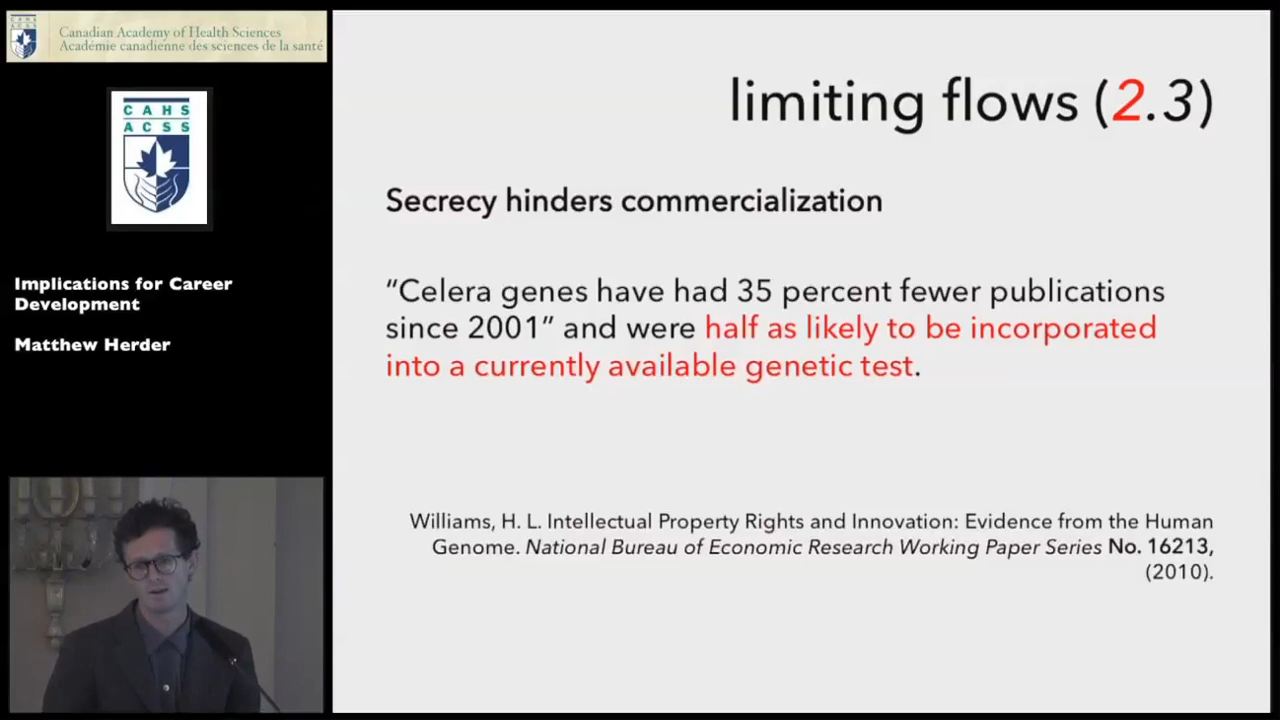 Canadian Academy of Health Sciences
Académie canadienne des sciences de la santé
CAHS
ACSS
Implications for Career
Development
Matthew Herder
limiting flows (2.3)
Secrecy hinders commercialization
“Celera genes have had 35 percent fewer publications
since 2001” and were half as likely to be incorporated
into a currently available genetic test.
Williams, H. L. Intellectual Property Rights and Innovation: Evidence from the Human
Genome. National Bureau of Economic Research Working Paper Series No. 16213,
(2010).